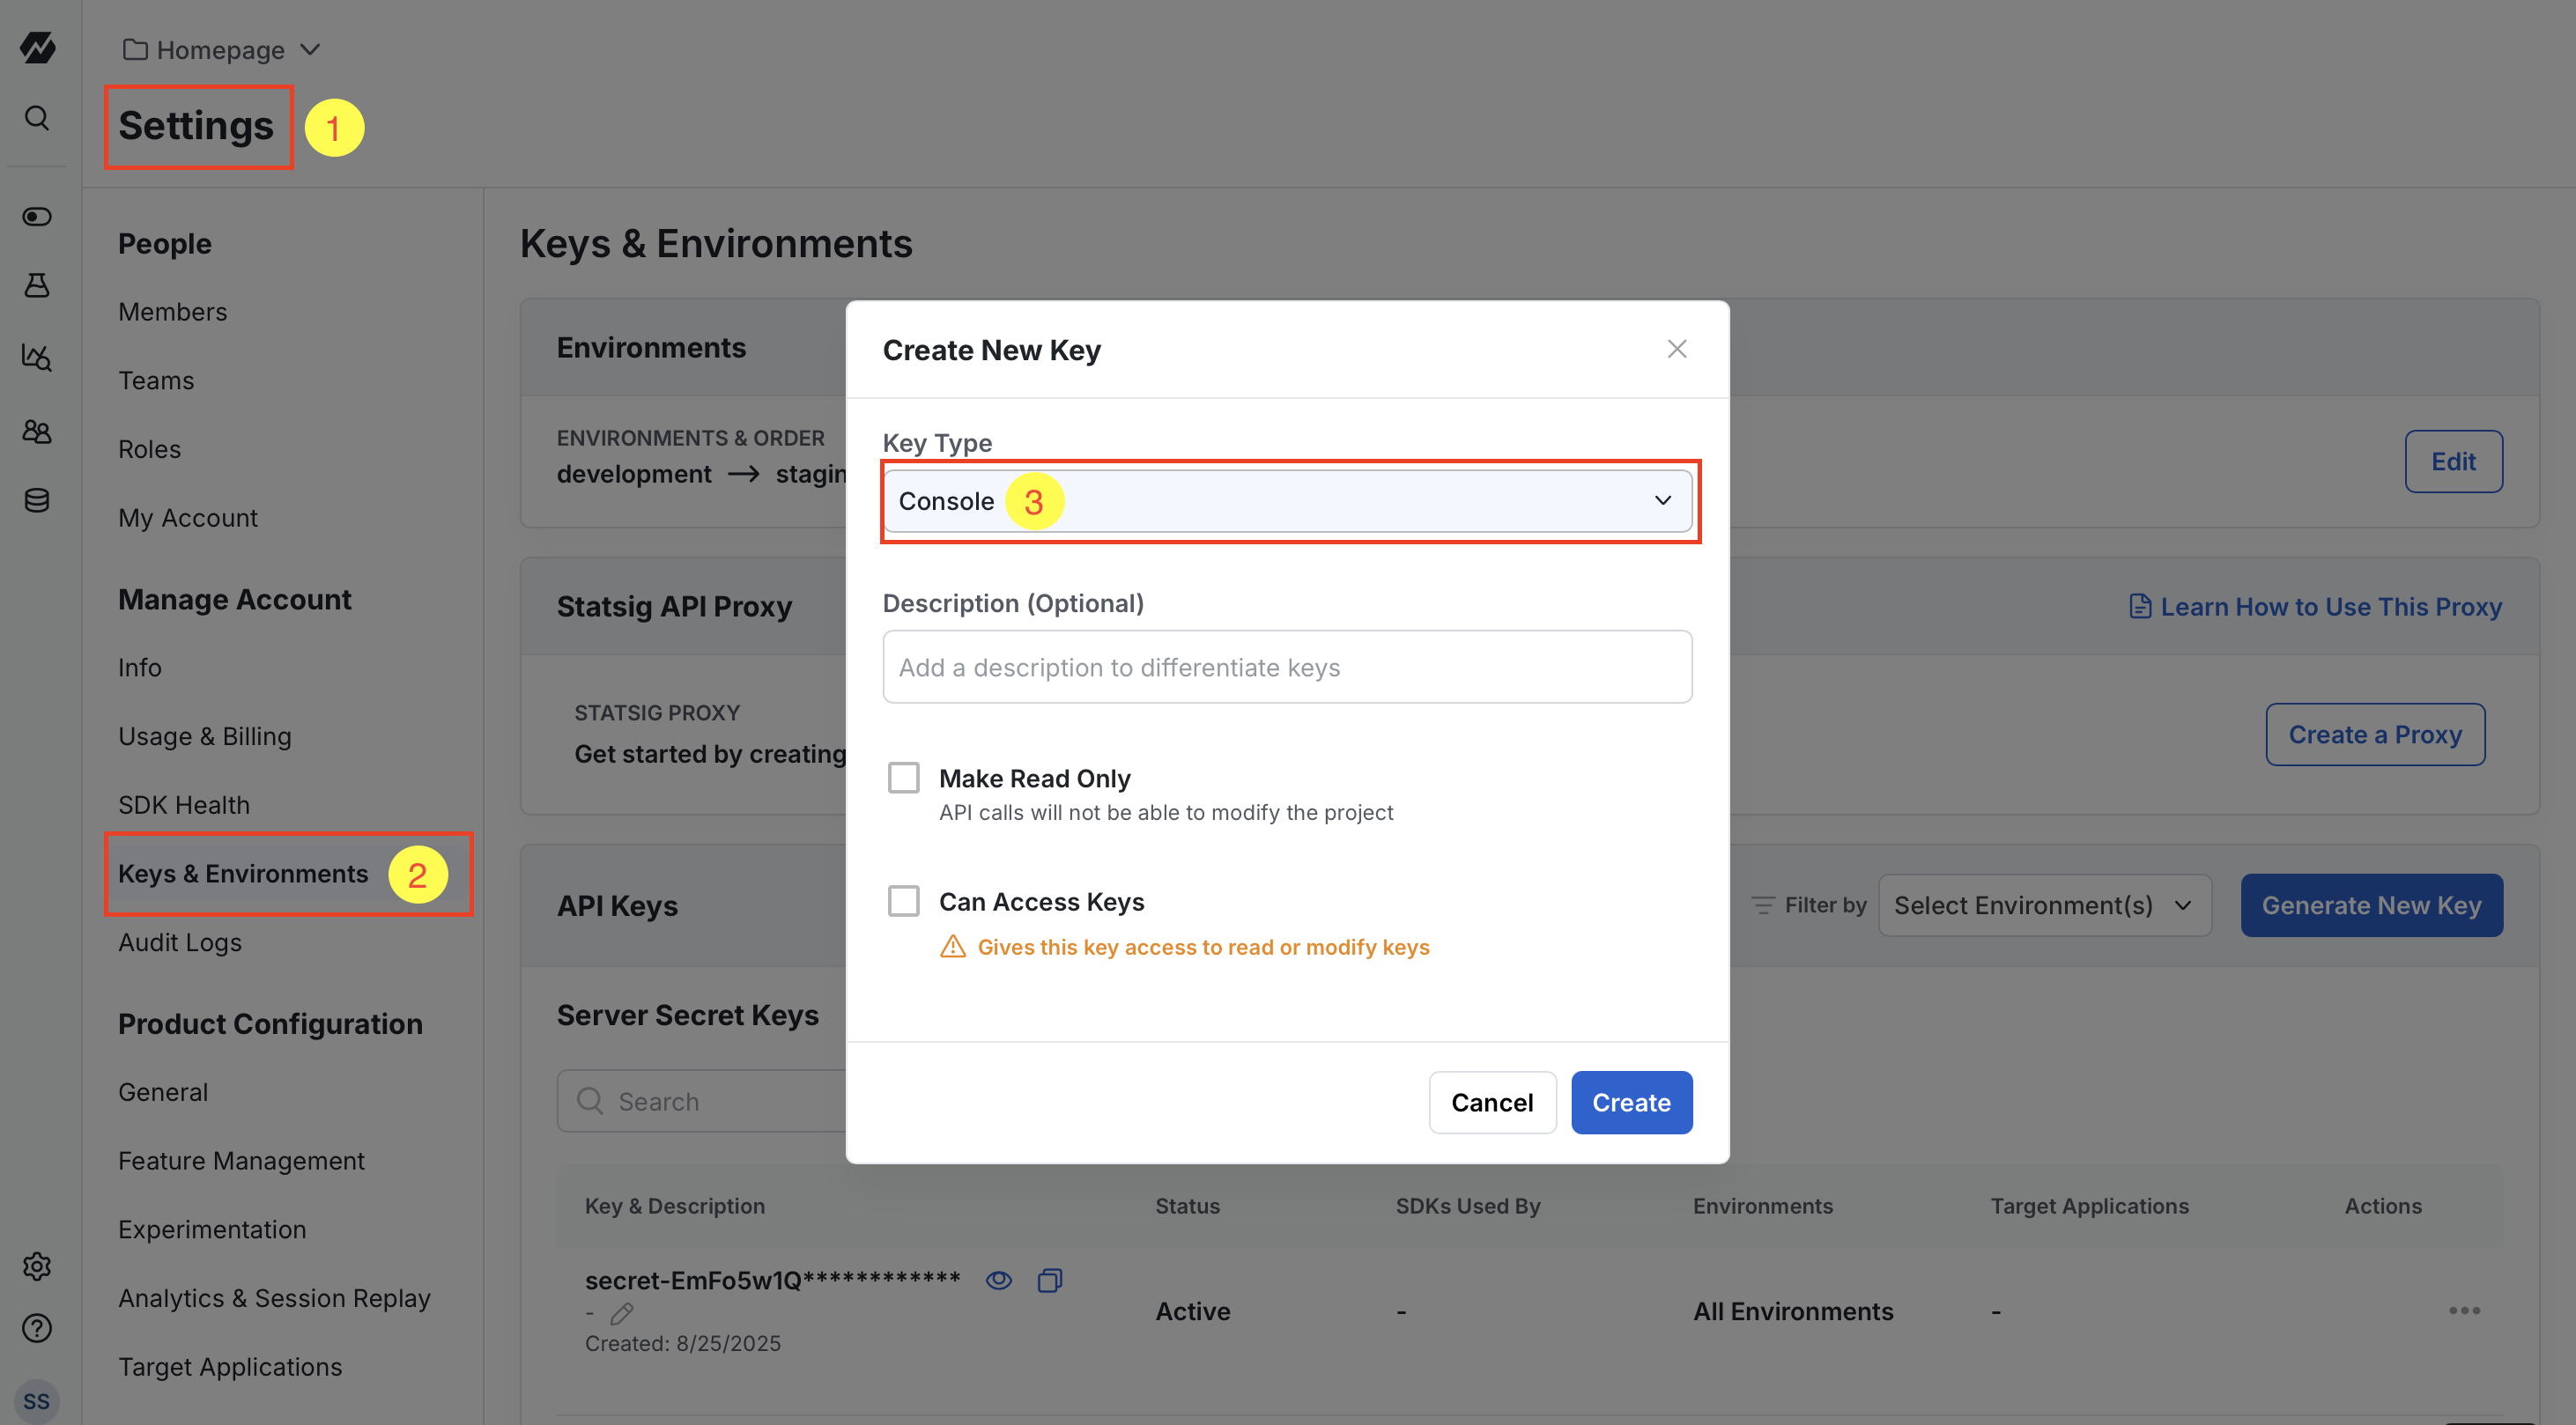 Homepage
Settings 1
People
Members
Teams
Roles
My Account
Manage Account
Info
Usage & Billing
SDK Health
Keys & Environments 2
Audit Logs
Product Configuration
General
Feature Management
Experimentation
Analytics & Session Replay
Target Applications
SS
Keys & Environments
Environments
ENVIRONMENTS & ORDER
development → stagin
Edit
Statsig API Proxy
Learn How to Use This Proxy
STATSIG PROXY
Get started by creating
Create a Proxy
API Keys
Filter by
Select Environment(s)
Generate New Key
Server Secret Keys
Search
Key & Description Status SDKs Used By Environments Target Applications Actions
secret-EmFo5w1Q************
-
Created: 8/25/2025
Active - All Environments -
Create New Key
Key Type
Console 3
Description (Optional)
Add a description to differentiate keys
Make Read Only
API calls will not be able to modify the project
Can Access Keys
Gives this key access to read or modify keys
Cancel
Create